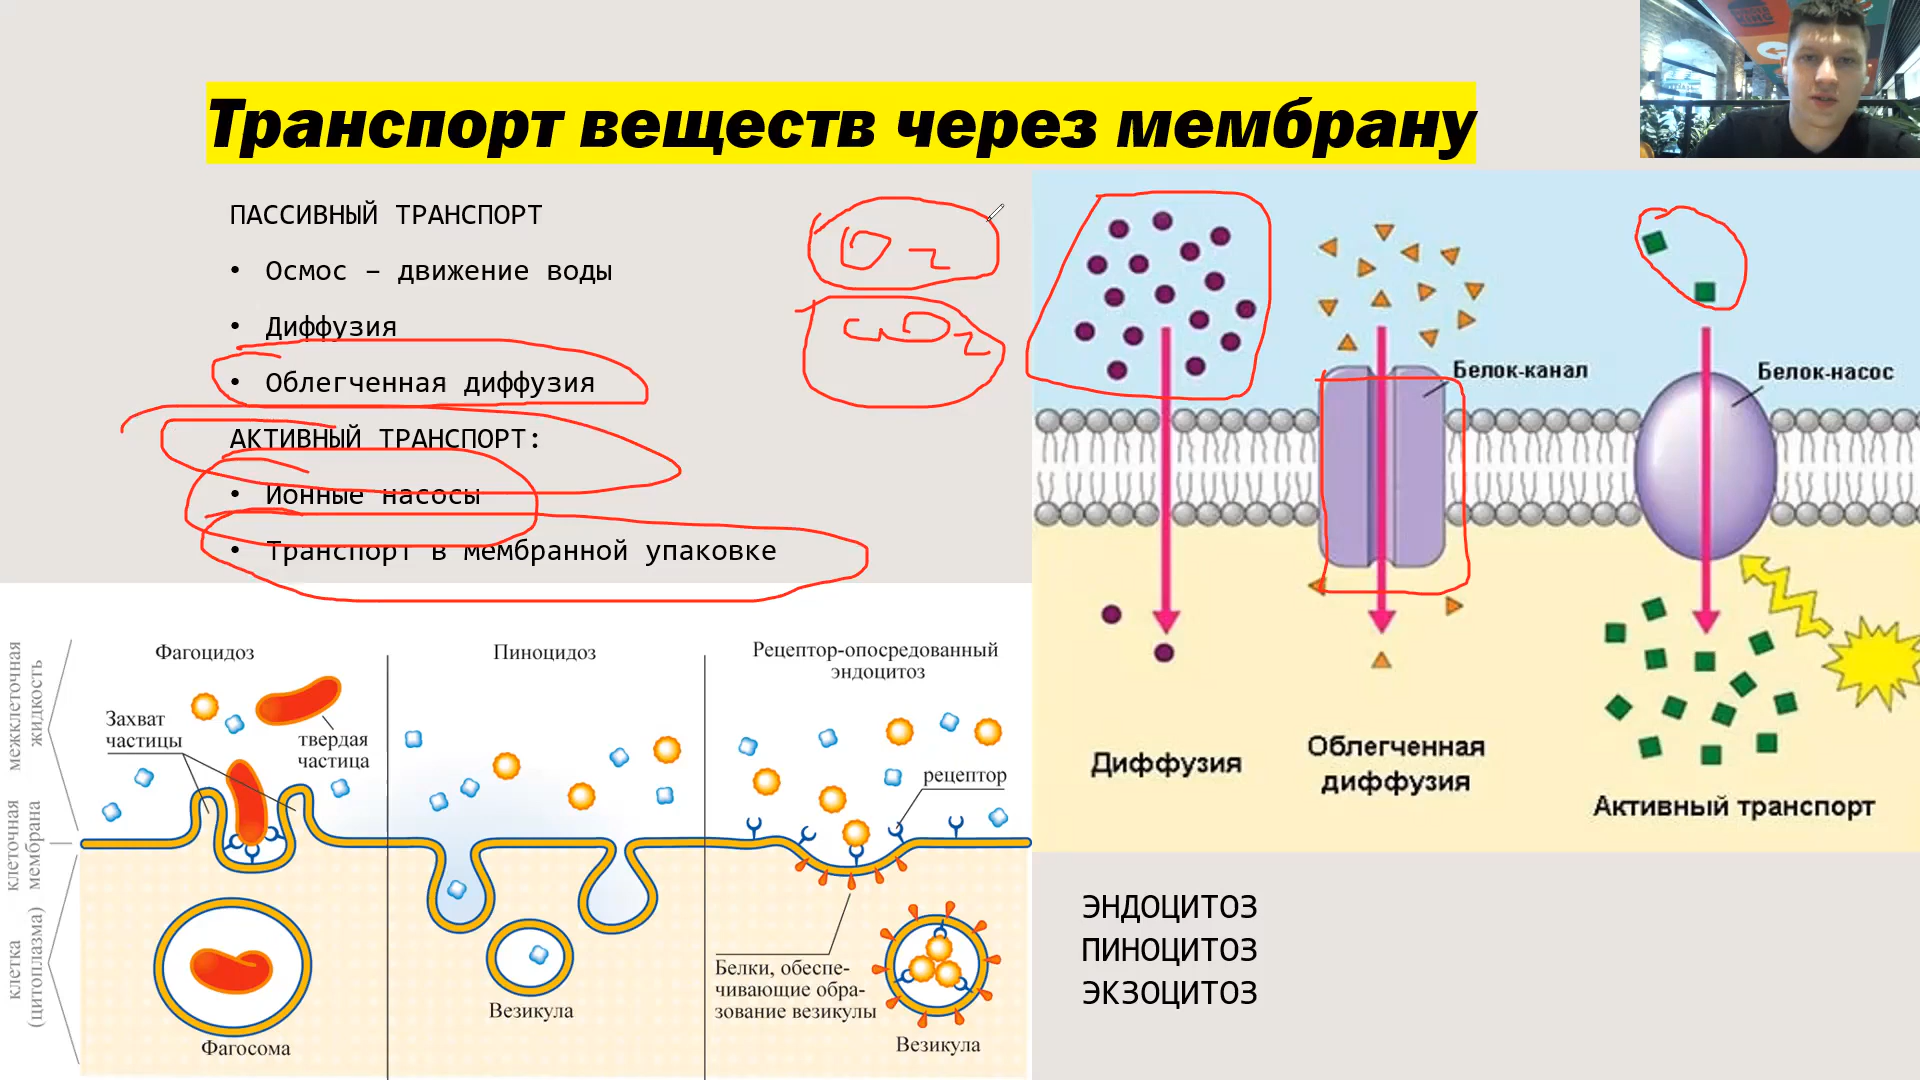 Транспорт веществ через мембрану
ПАССИВНЫЙ ТРАНСПОРТ
• Осмос – движение воды
• Диффузия
• Облегченная диффузия
АКТИВНЫЙ ТРАНСПОРТ:
• Ионные насосы
• Транспорт в мембранной упаковке
O2
CO2
Белок-канал
Белок-насос
Диффузия
Облегченная
диффузия
Активный транспорт
межклеточная
жидкость
клеточная
мембрана
клетка
(цитоплазма)
Фагоцидоз
Захват
частицы
твердая
частица
Фагосома
Пиноцидоз
Везикула
Рецептор-опосредованный
эндоцитоз
рецептор
Белки, обеспе-
чивающие обра-
зование везикулы
Везикула
ЭНДОЦИТОЗ
ПИНОЦИТОЗ
ЭКЗОЦИТОЗ